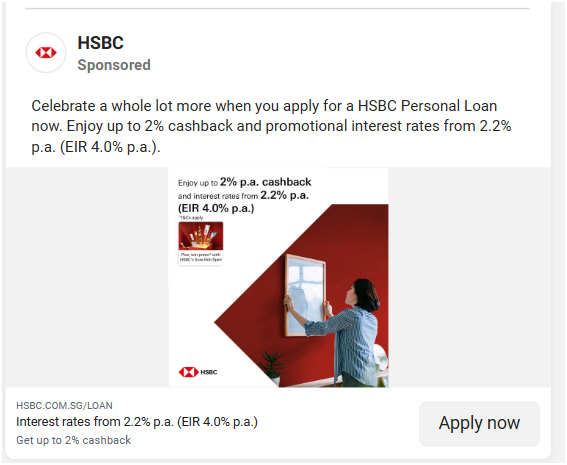 HSBC
Sponsored
Celebrate a whole lot more when you apply for a HSBC Personal Loan
now. Enjoy up to 2% cashback and promotional interest rates from 2.2%
p.a. (EIR 4.0% p.a.).
Enjoy up to 2% p.a. cashback
and interest rates from 2.2% p.a.
(EIR 4.0% p.a.)
*T&Cs apply.
Plus, win prizes* with
HSBC's Sure-Win Spin!
HSBC
HSBC.COM.SG/LOAN
Interest rates from 2.2% p.a. (EIR 4.0% p.a.)
Get up to 2% cashback
Apply now